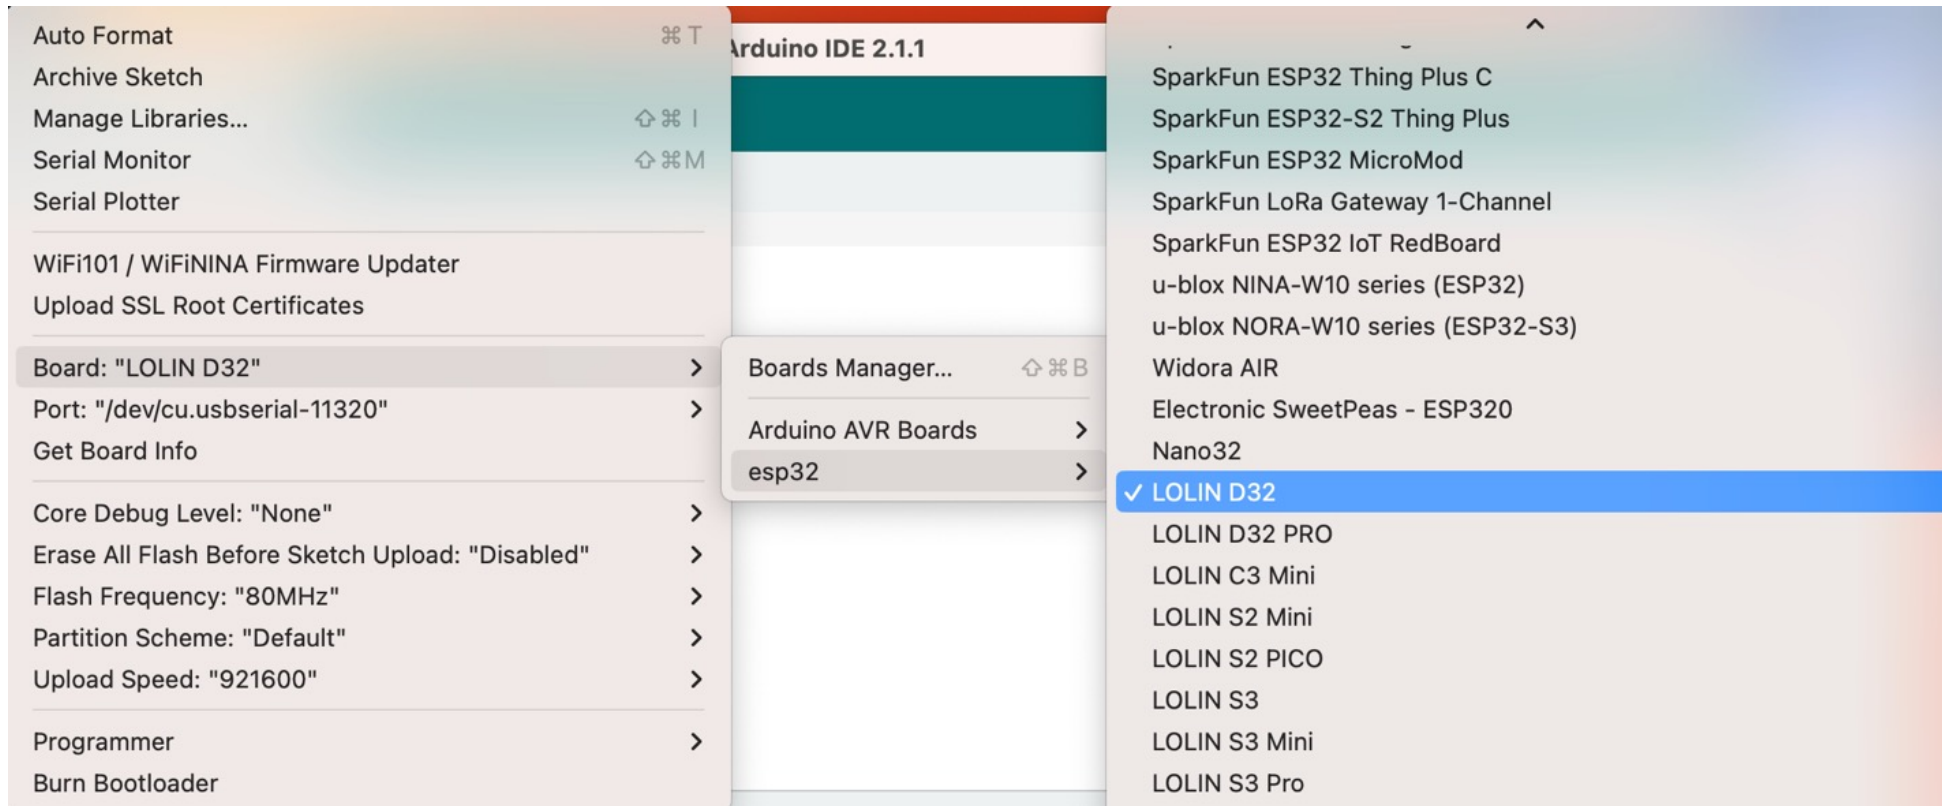 Auto Format ⌘ T
Archive Sketch
Manage Libraries... ⇧ ⌘ I
Serial Monitor ⇧ ⌘ M
Serial Plotter
WiFi101 / WiFiNINA Firmware Updater
Upload SSL Root Certificates
Board: "LOLIN D32"
Port: "/dev/cu.usbserial-11320"
Get Board Info
Core Debug Level: "None"
Erase All Flash Before Sketch Upload: "Disabled"
Flash Frequency: "80MHz"
Partition Scheme: "Default"
Upload Speed: "921600"
Programmer
Burn Bootloader
Arduino IDE 2.1.1
Boards Manager... ⇧ ⌘ B
Arduino AVR Boards
esp32
SparkFun ESP32 Thing Plus C
SparkFun ESP32-S2 Thing Plus
SparkFun ESP32 MicroMod
SparkFun LoRa Gateway 1-Channel
SparkFun ESP32 IoT RedBoard
u-blox NINA-W10 series (ESP32)
u-blox NORA-W10 series (ESP32-S3)
Widora AIR
Electronic SweetPeas - ESP320
Nano32
✓ LOLIN D32
LOLIN D32 PRO
LOLIN C3 Mini
LOLIN S2 Mini
LOLIN S2 PICO
LOLIN S3
LOLIN S3 Mini
LOLIN S3 Pro